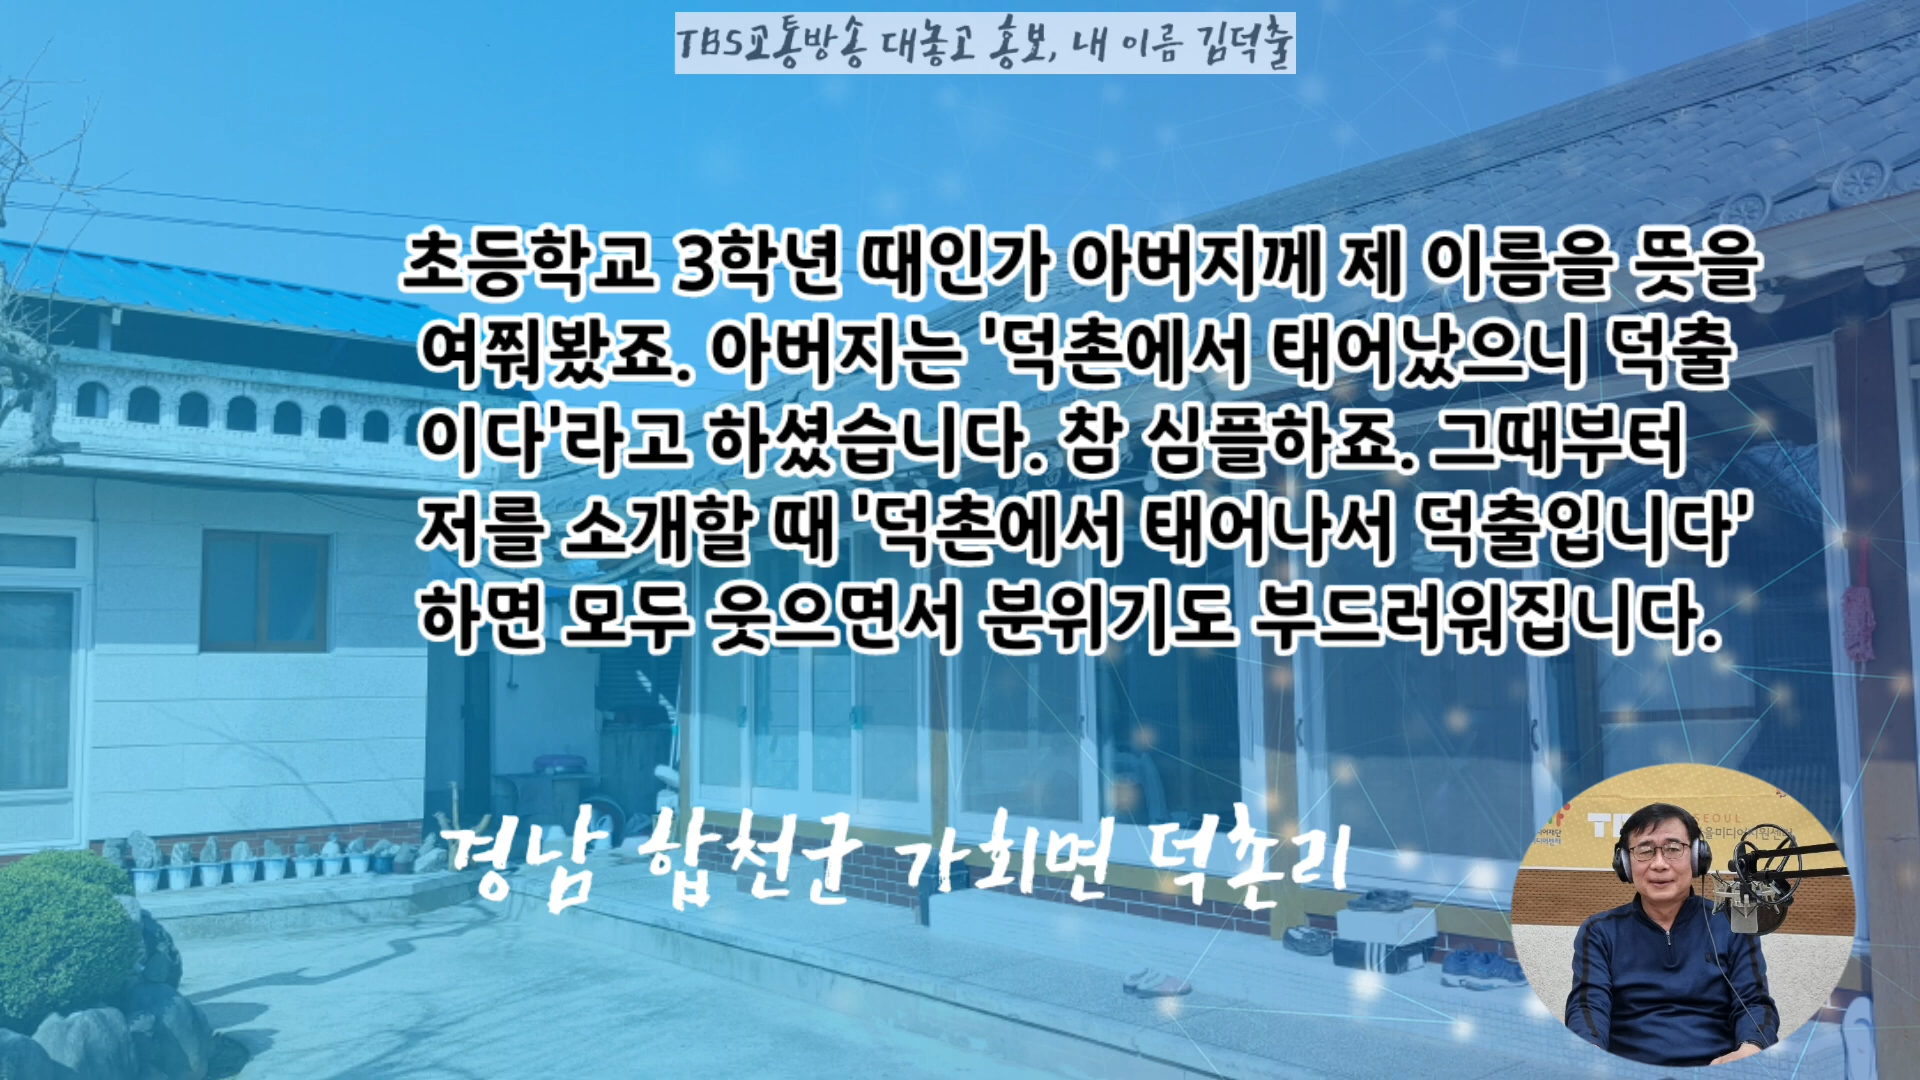 TBS교통방송 대놓고 홍보, 내 이름 김덕출
초등학교 3학년 때인가 아버지께 제 이름을 뜻을
여쭤봤죠. 아버지는 '덕촌에서 태어났으니 덕출
이다'라고 하셨습니다. 참 심플하죠. 그때부터
저를 소개할 때 '덕촌에서 태어나서 덕출입니다'
하면 모두 웃으면서 분위기도 부드러워집니다.
경남 합천군 가회면 덕촌리
SEOUL